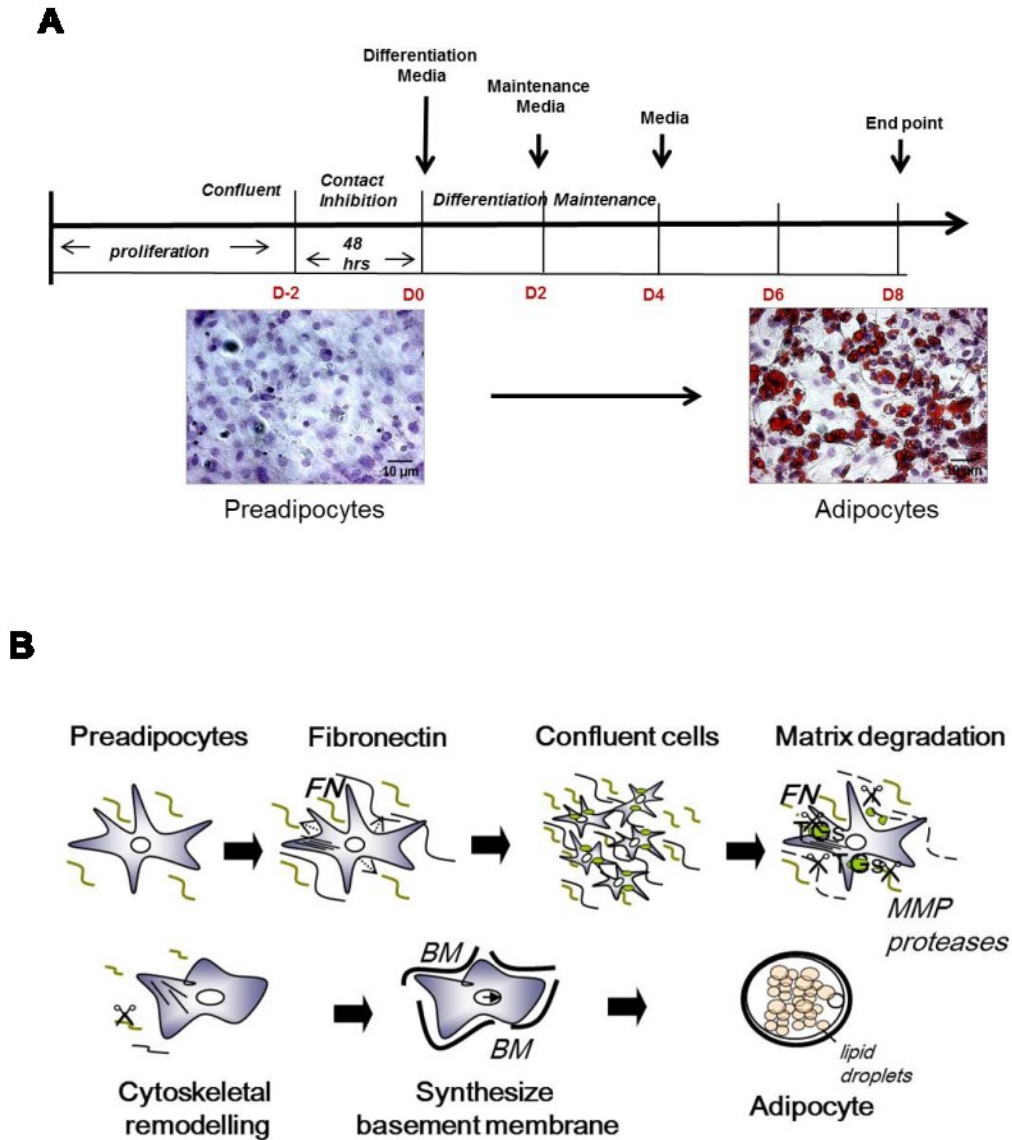 A
Differentiation
Media
Maintenance
Media
Media
End point
Confluent
Contact
Inhibition
Differentiation Maintenance
proliferation
48
hrs
D-2
D0
D2
D4
D6
D8
10 µm
10 µm
Preadipocytes
Adipocytes
B
Preadipocytes
Fibronectin
Confluent cells
Matrix degradation
FN
FN
TGs
TGs
MMP
proteases
BM
BM
lipid
droplets
Cytoskeletal
remodelling
Synthesize
basement membrane
Adipocyte